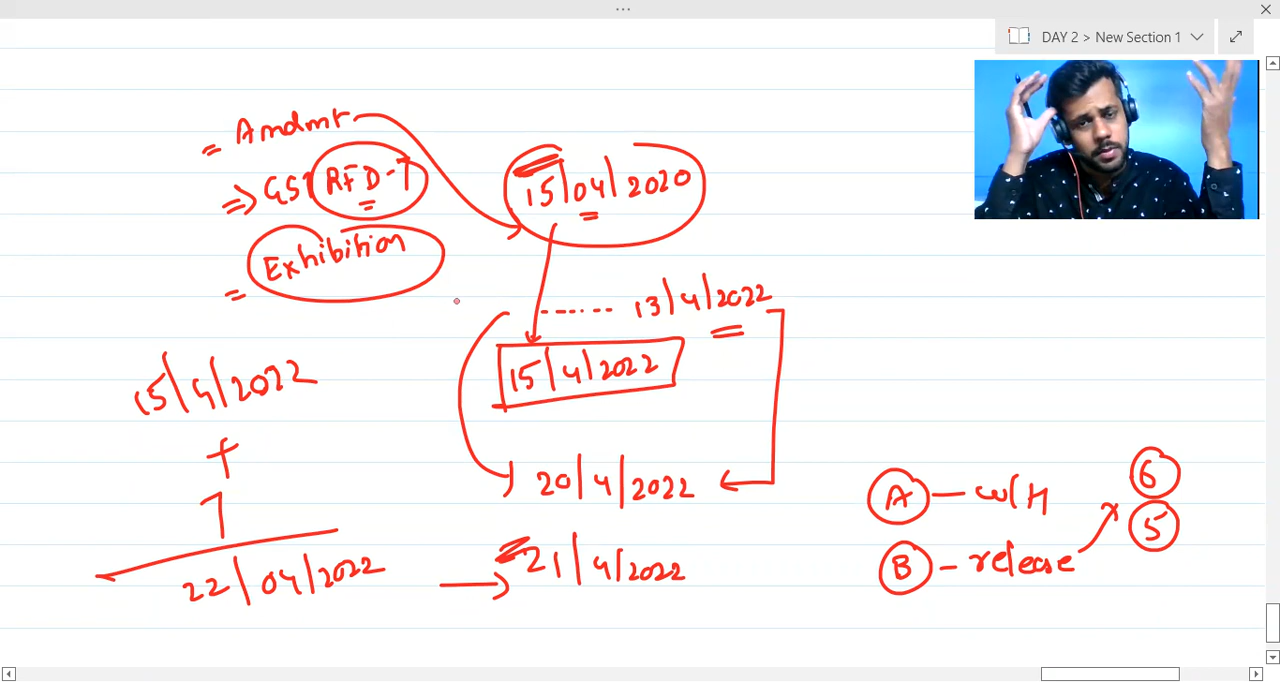 DAY 2 > New Section 1
= Amdmt
⇒ GST RFD-7
= Exhibition
15/04/2020
...... 13/4/2022
15/4/2022
20/4/2022
21/4/2022
15/4/2022
+
7
22/04/2022
A - W/H
B - release
6
5